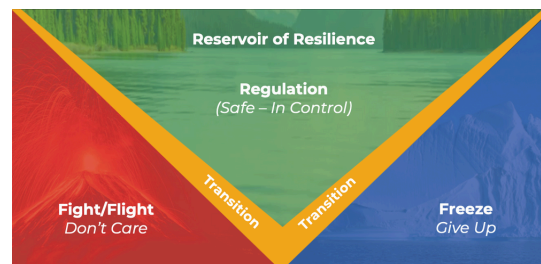 Reservoir of Resilience
Regulation
(Safe – In Control)
Transition
Transition
Fight/Flight
Don't Care
Freeze
Give Up